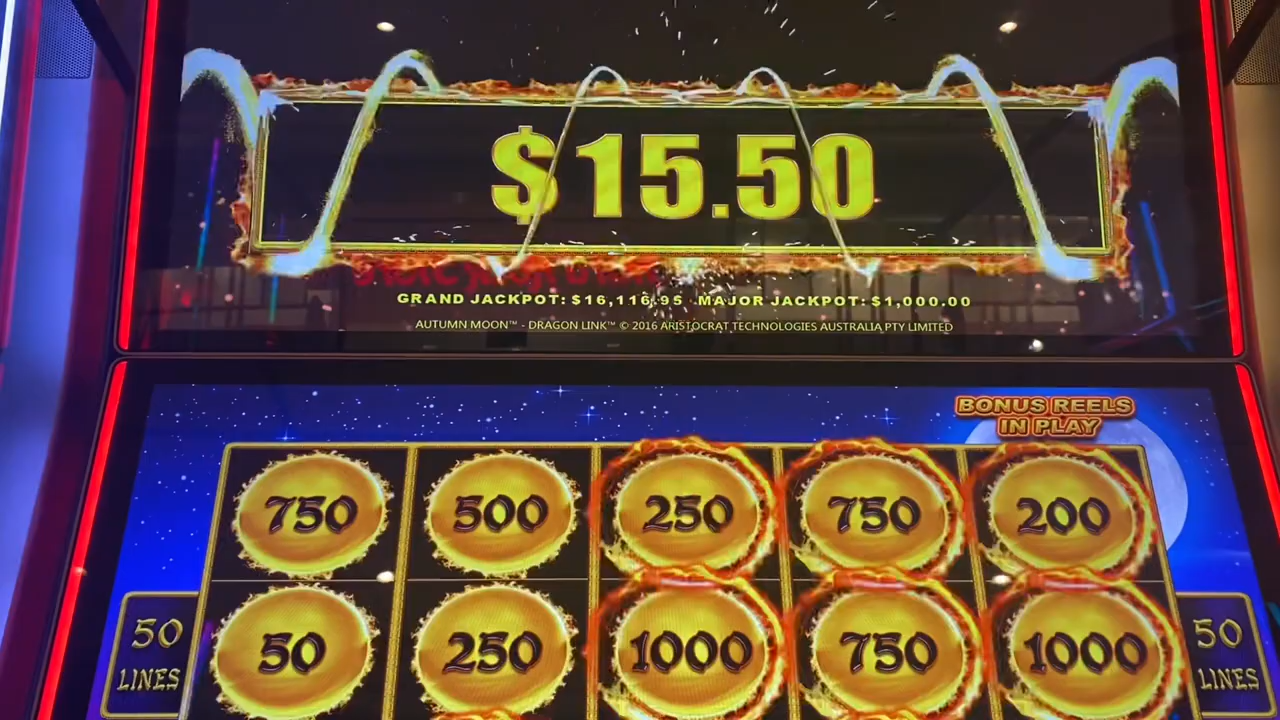 $15.50
GRAND JACKPOT: $16,116.95 MAJOR JACKPOT: $1,000.00
AUTUMN MOON™ - DRAGON LINK™ © 2016 ARISTOCRAT TECHNOLOGIES AUSTRALIA PTY LIMITED
BONUS REELS
IN PLAY
750 500 250 750 200
50 250 1000 750 1000
50
LINES
50
LINES